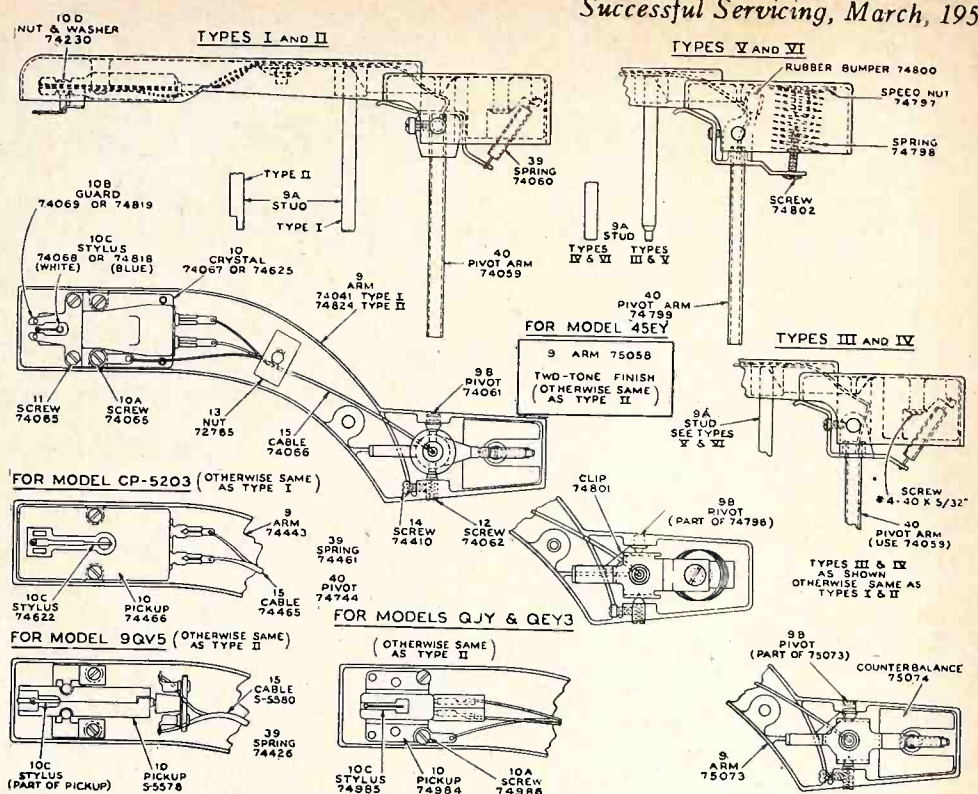 Successful Servicing, March, 195
10 D
NUT & WASHER
74230
TYPES I AND II
TYPES V AND VI
RUBBER BUMPER 74800
SPEED NUT
74797
SPRING
74798
SCREW
74802
39
SPRING
74060
TYPE II
9A
STUD
TYPE I
9A
STUD
TYPES
IV & VI
TYPES
III & V
40
PIVOT ARM
74059
40
PIVOT ARM
74799
10B
GUARD
74069 OR 74819
10C
STYLUS
74068 OR 74818
(WHITE) (BLUE)
10
CRYSTAL
74067 OR 74625
9
ARM
74041 TYPE I
74824 TYPE II
FOR MODEL 45EY
9 ARM 75058
TWO-TONE FINISH
(OTHERWISE SAME)
AS TYPE II
TYPES III AND IV
9B
PIVOT
74061
11
SCREW
74065
10A
SCREW
74065
13
NUT
72765
15
CABLE
74066
9A
STUD
SEE TYPES
V & VI
SCREW
#4-40 X 5/32"
40
PIVOT ARM
(USE 74059)
TYPES III & IV
AS SHOWN
OTHERWISE SAME AS
TYPES I & II
FOR MODEL CP-5203 (OTHERWISE SAME)
AS TYPE I
9
ARM
74443
14
SCREW
74410
12
SCREW
74062
CLIP
74801
9B
PIVOT
(PART OF 74796)
39
SPRING
74461
40
PIVOT
74744
10C
STYLUS
74622
10
PICKUP
74466
15
CABLE
74465
FOR MODEL 9QV5 (OTHERWISE SAME)
AS TYPE II
15
CABLE
S-5580
39
SPRING
74426
10C
STYLUS
(PART OF PICKUP)
10
PICKUP
S-5578
FOR MODELS QJY & QEY3
(OTHERWISE SAME)
AS TYPE II
10C
STYLUS
74985
10
PICKUP
74984
10A
SCREW
74986
9B
PIVOT
(PART OF 75073)
COUNTERBALANCE
75074
9
ARM
75073